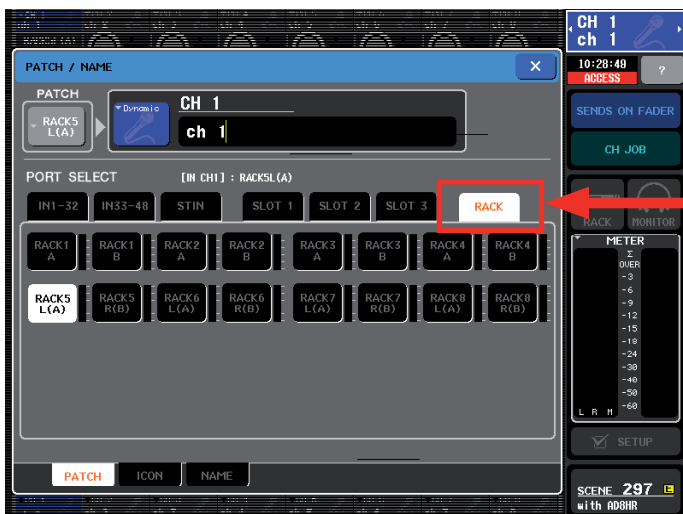 CH 1
ch 1
PATCH / NAME
×
10:28:48
ACCESS
?
PATCH
RACK5
L(A)
Dynamic
CH 1
ch 1
SENDS ON FADER
CH JOB
PORT SELECT
[IN CH1] : RACK5L(A)
IN1-32
IN33-48
STIN
SLOT 1
SLOT 2
SLOT 3
RACK
RACK
MONITOR
RACK1
A
RACK1
B
RACK2
A
RACK2
B
RACK3
A
RACK3
B
RACK4
A
RACK4
B
RACK5
L(A)
RACK5
R(B)
RACK6
L(A)
RACK6
R(B)
RACK7
L(A)
RACK7
R(B)
RACK8
L(A)
RACK8
R(B)
METER
Σ
OVER
-3
-6
-9
-12
-15
-18
-24
-30
-40
-50
-60
L R M
SETUP
PATCH
ICON
NAME
SCENE 297 E
with AD8HR